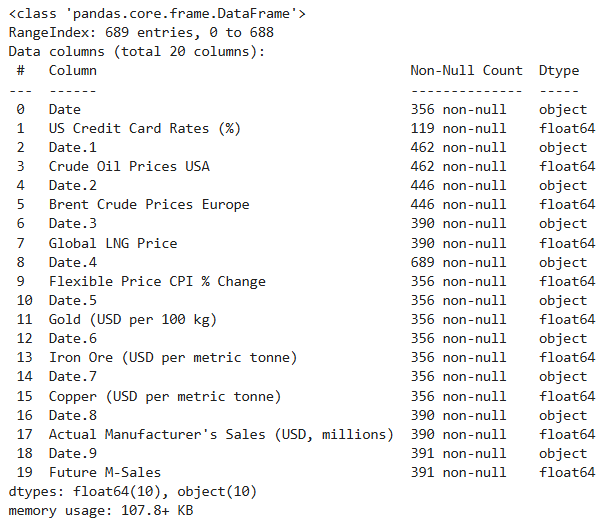 <class 'pandas.core.frame.DataFrame'>
RangeIndex: 689 entries, 0 to 688
Data columns (total 20 columns):
 #   Column                                     Non-Null Count  Dtype
---  ------                                     --------------  -----
 0   Date                                       356 non-null    object
 1   US Credit Card Rates (%)                   119 non-null    float64
 2   Date.1                                     462 non-null    object
 3   Crude Oil Prices USA                       462 non-null    float64
 4   Date.2                                     446 non-null    object
 5   Brent Crude Prices Europe                  446 non-null    float64
 6   Date.3                                     390 non-null    object
 7   Global LNG Price                           390 non-null    float64
 8   Date.4                                     689 non-null    object
 9   Flexible Price CPI % Change                356 non-null    float64
 10  Date.5                                     356 non-null    object
 11  Gold (USD per 100 kg)                      356 non-null    float64
 12  Date.6                                     356 non-null    object
 13  Iron Ore (USD per metric tonne)            356 non-null    float64
 14  Date.7                                     356 non-null    object
 15  Copper (USD per metric tonne)              356 non-null    float64
 16  Date.8                                     390 non-null    object
 17  Actual Manufacturer's Sales (USD, millions)  390 non-null    float64
 18  Date.9                                     391 non-null    object
 19  Future M-Sales                             391 non-null    float64
dtypes: float64(10), object(10)
memory usage: 107.8+ KB